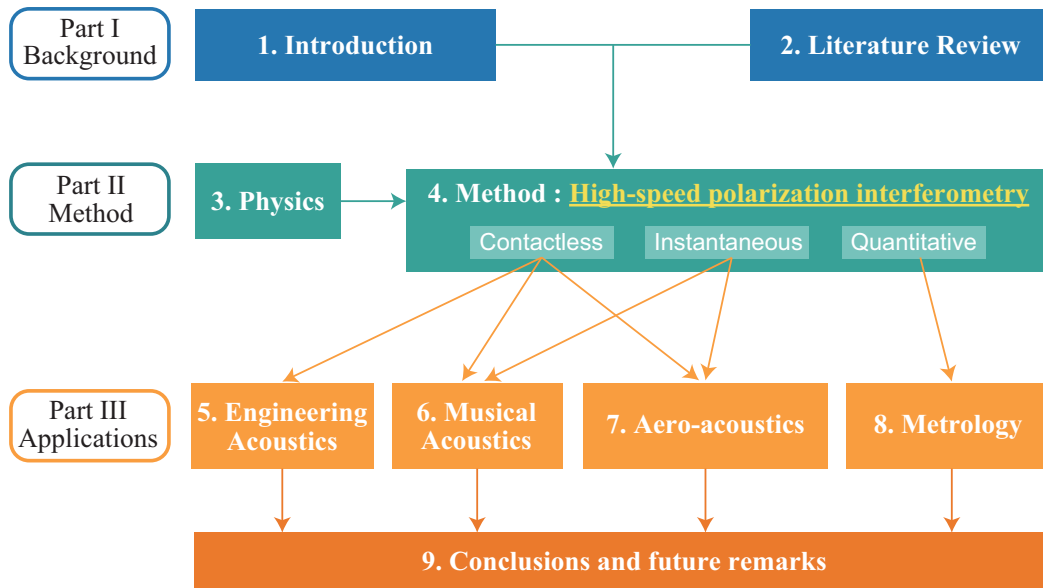 Part I
Background
1. Introduction
2. Literature Review
Part II
Method
3. Physics
4. Method : High-speed polarization interferometry
Contactless
Instantaneous
Quantitative
Part III
Applications
5. Engineering
Acoustics
6. Musical
Acoustics
7. Aero-acoustics
8. Metrology
9. Conclusions and future remarks